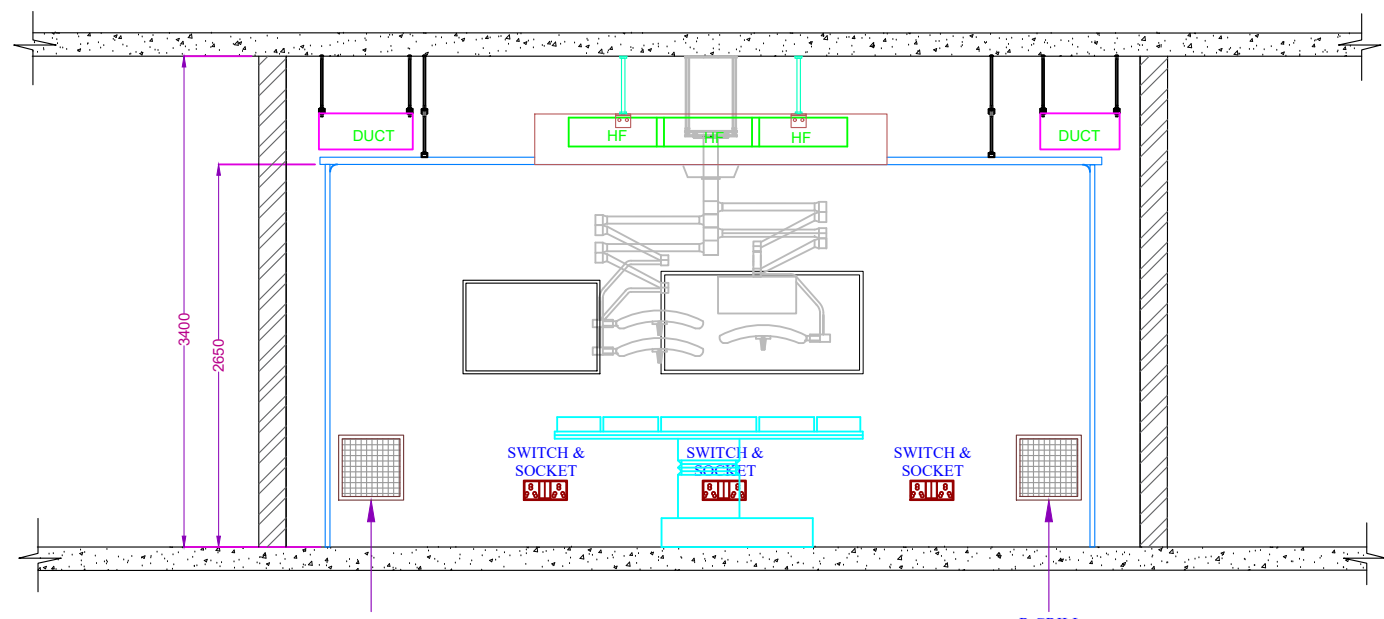 DUCT
HF
HF
HF
DUCT
3400
2650
SWITCH &
SOCKET
SWITCH &
SOCKET
SWITCH &
SOCKET